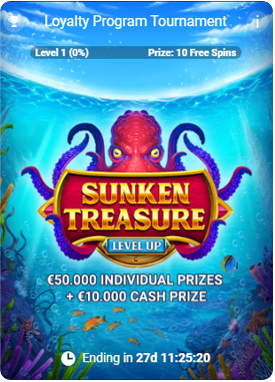 Loyalty Program Tournament i
Level 1 (0%) Prize: 10 Free Spins
SUNKEN
TREASURE
LEVEL UP
€50.000 INDIVIDUAL PRIZES
+ €10.000 CASH PRIZE
Ending in 27d 11:25:20